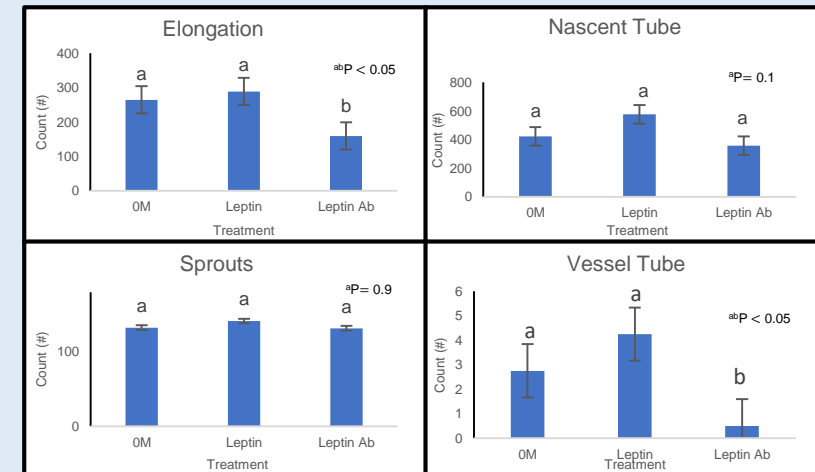 Elongation
400
300
200
100
0
Count (#)
a
a
b
abP < 0.05
0M
Leptin
Leptin Ab
Treatment
Nascent Tube
800
600
400
200
0
Count (#)
a
a
a
aP= 0.1
0M
Leptin
Leptin Ab
Treatment
Sprouts
100
0
Count (#)
a
a
a
aP= 0.9
0M
Leptin
Leptin Ab
Treatment
Vessel Tube
6
5
4
3
2
1
0
Count (#)
a
a
b
abP < 0.05
0M
Leptin
Leptin Ab
Treatment